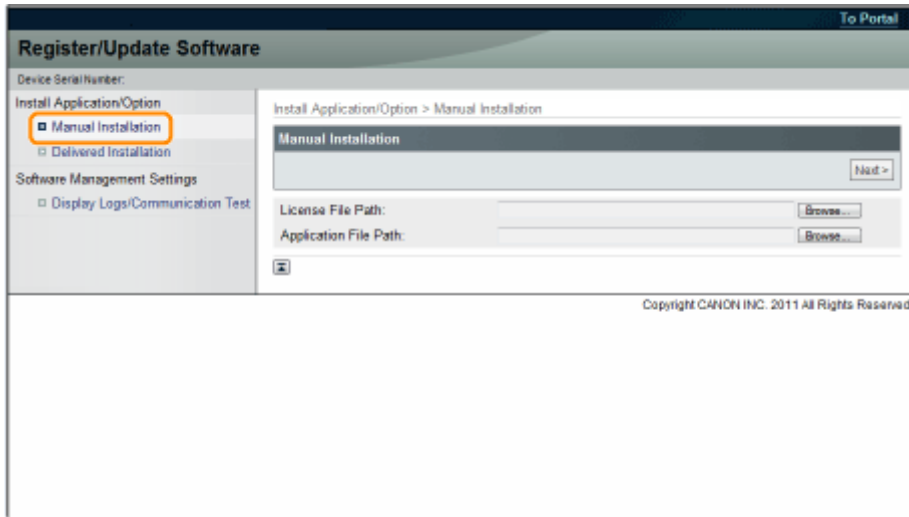 To Portal
Register/Update Software
Device Serial Number:
Install Application/Option
Manual Installation
Delivered Installation
Software Management Settings
Display Logs/Communication Test
Install Application/Option > Manual Installation
Manual Installation
Next >
License File Path:
Browse...
Application File Path:
Browse...
Copyright CANON INC. 2011 All Rights Reserved